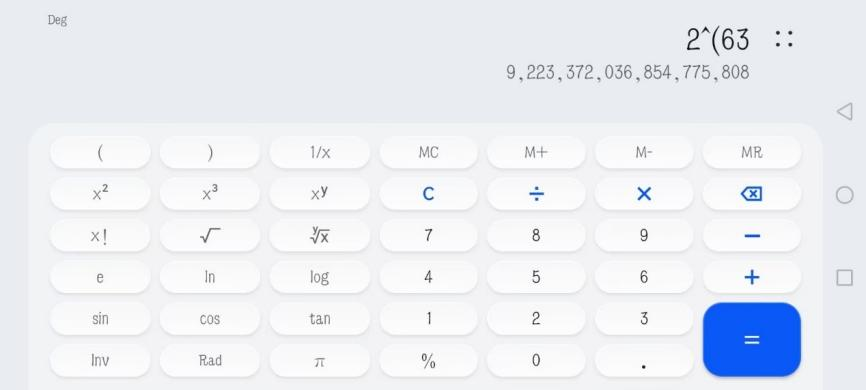 Deg
2^(63
9,223,372,036,854,775,808
( ) 1/x MC M+ M- MR
x² x³ xʸ C ÷ ×
x! √ ʸ√x 7 8 9 −
e ln log 4 5 6 +
sin cos tan 1 2 3 =
Inv Rad π % 0 .